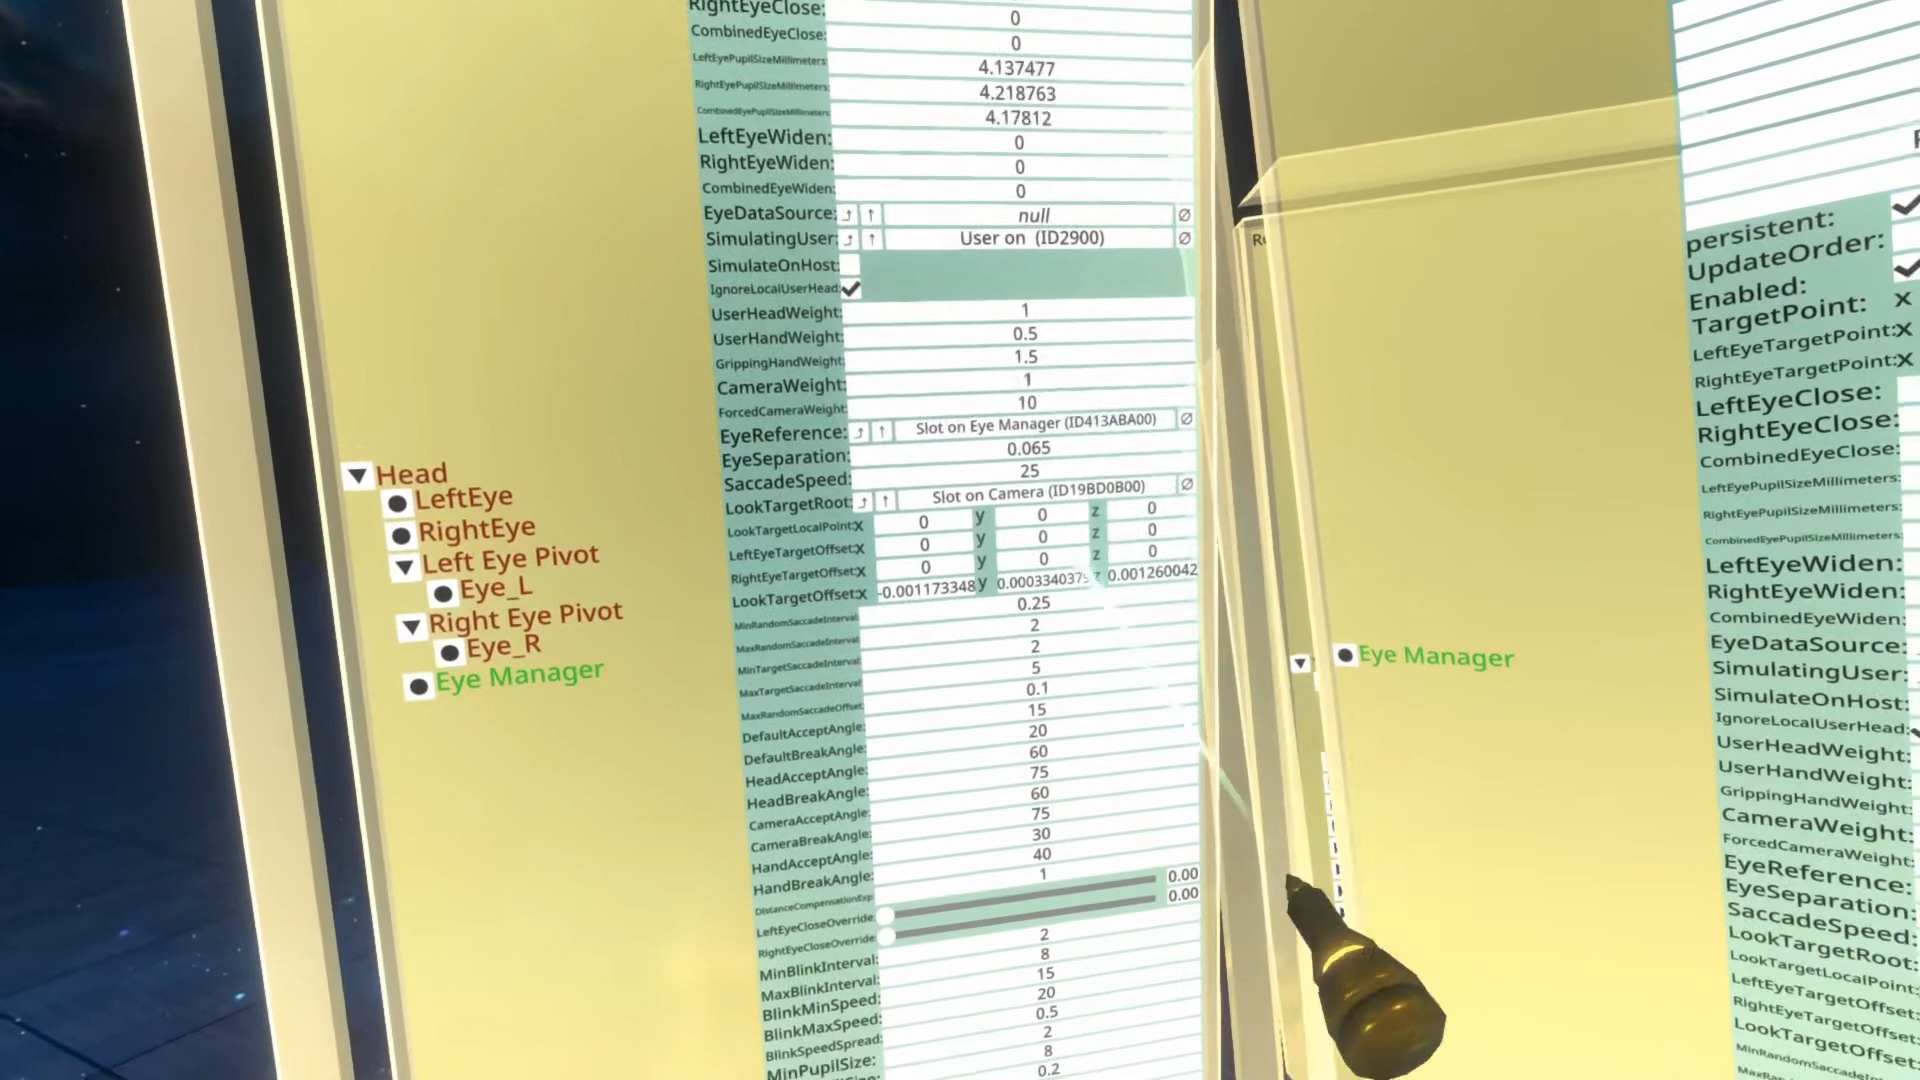 RightEyeClose: 0
CombinedEyeClose: 0
LeftEyePupilSizeMillimeters: 4.137477
RightEyePupilSizeMillimeters: 4.218763
CombinedEyePupilSizeMillimeters: 4.17812
LeftEyeWiden: 0
RightEyeWiden: 0
CombinedEyeWiden: 0
EyeDataSource: null
SimulatingUser: User on (ID2900)
SimulateOnHost:
IgnoreLocalUserHead:
UserHeadWeight: 1
UserHandWeight: 0.5
GrippingHandWeight: 1.5
CameraWeight: 1
ForcedCameraWeight: 10
EyeReference: Slot on Eye Manager (ID413ABA00)
EyeSeparation: 0.065
SaccadeSpeed: 25
LookTargetRoot: Slot on Camera (ID19BD0B00)
LookTargetLocalPoint: x 0 y 0 z 0
LeftEyeTargetOffset: x 0 y 0 z 0
RightEyeTargetOffset: x 0 y 0 z 0
LookTargetOffset: x -0.001173348 y 0.000334037 z 0.001260042
MinRandomSaccadeInterval: 0.25
MaxRandomSaccadeInterval: 2
MinTargetSaccadeInterval: 2
MaxTargetSaccadeInterval: 5
MaxRandomSaccadeOffset: 0.1
DefaultAcceptAngle: 15
DefaultBreakAngle: 20
HeadAcceptAngle: 60
HeadBreakAngle: 75
CameraAcceptAngle: 60
CameraBreakAngle: 75
HandAcceptAngle: 30
HandBreakAngle: 40
DistanceCompensationExp: 1
LeftEyeCloseOverride: 0.00
RightEyeCloseOverride: 0.00
MinBlinkInterval: 2
MaxBlinkInterval: 8
BlinkMinSpeed: 15
BlinkMaxSpeed: 20
BlinkSpeedSpread: 0.5
MinPupilSize: 2
8
0.2
Head
LeftEye
RightEye
Left Eye Pivot
Eye_L
Right Eye Pivot
Eye_R
Eye Manager
Eye Manager
persistent:
UpdateOrder:
Enabled:
TargetPoint: x
LeftEyeTargetPoint: x
RightEyeTargetPoint: x
LeftEyeClose:
RightEyeClose:
CombinedEyeClose:
LeftEyePupilSizeMillimeters:
RightEyePupilSizeMillimeters:
CombinedEyePupilSizeMillimeters:
LeftEyeWiden:
RightEyeWiden:
CombinedEyeWiden:
EyeDataSource:
SimulatingUser:
SimulateOnHost:
IgnoreLocalUserHead:
UserHeadWeight:
UserHandWeight:
GrippingHandWeight:
CameraWeight:
ForcedCameraWeight:
EyeReference:
EyeSeparation:
SaccadeSpeed:
LookTargetRoot:
LookTargetLocalPoint:
LeftEyeTargetOffset:
RightEyeTargetOffset:
LookTargetOffset:
MinRandomSaccadeInterval